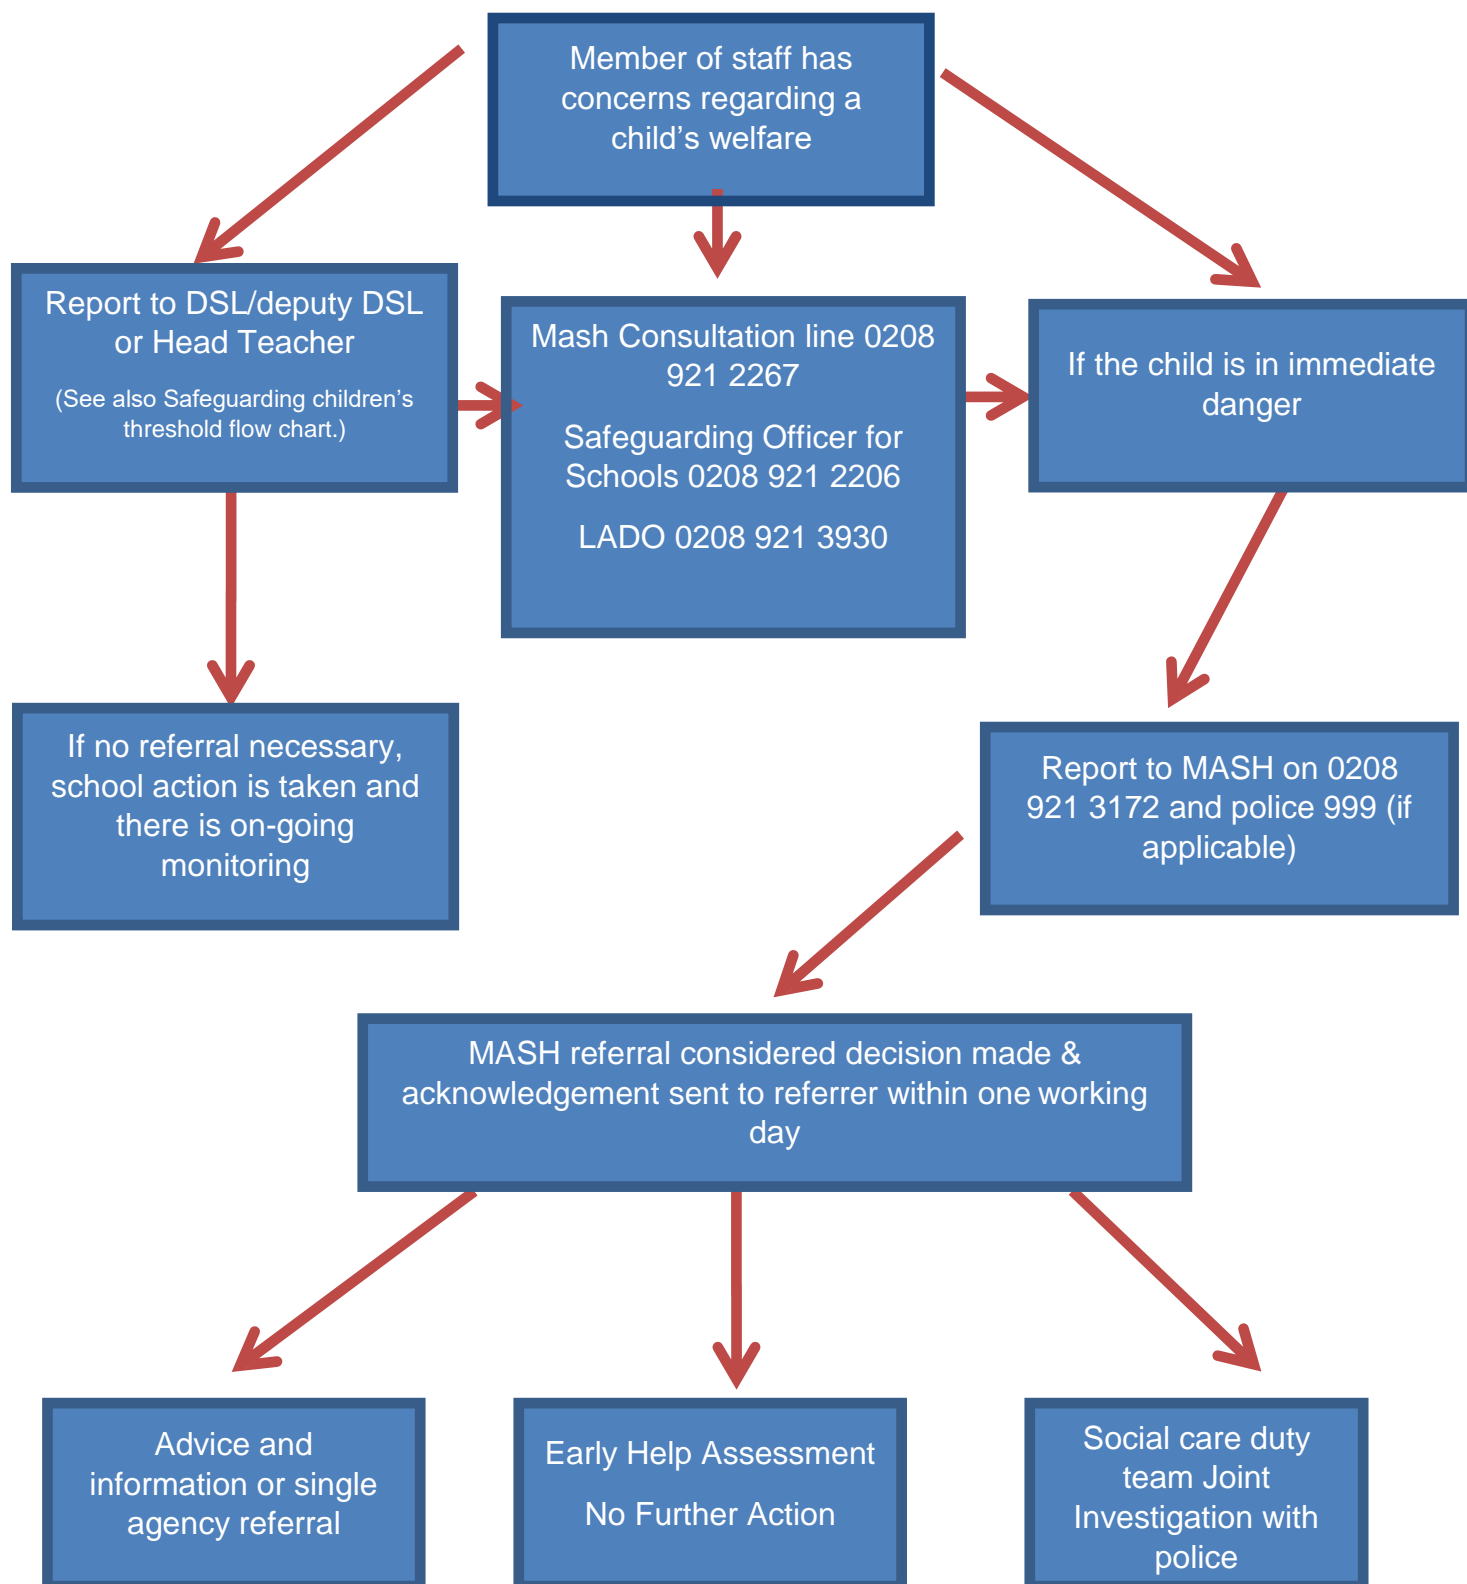 Member of staff has
concerns regarding a
child’s welfare
Report to DSL/deputy DSL
or Head Teacher
(See also Safeguarding children’s
threshold flow chart.)
Mash Consultation line 0208
921 2267
Safeguarding Officer for
Schools 0208 921 2206
LADO 0208 921 3930
If the child is in immediate
danger
If no referral necessary,
school action is taken and
there is on-going
monitoring
Report to MASH on 0208
921 3172 and police 999 (if
applicable)
MASH referral considered decision made &
acknowledgement sent to referrer within one working
day
Advice and
information or single
agency referral
Early Help Assessment
No Further Action
Social care duty
team Joint
Investigation with
police